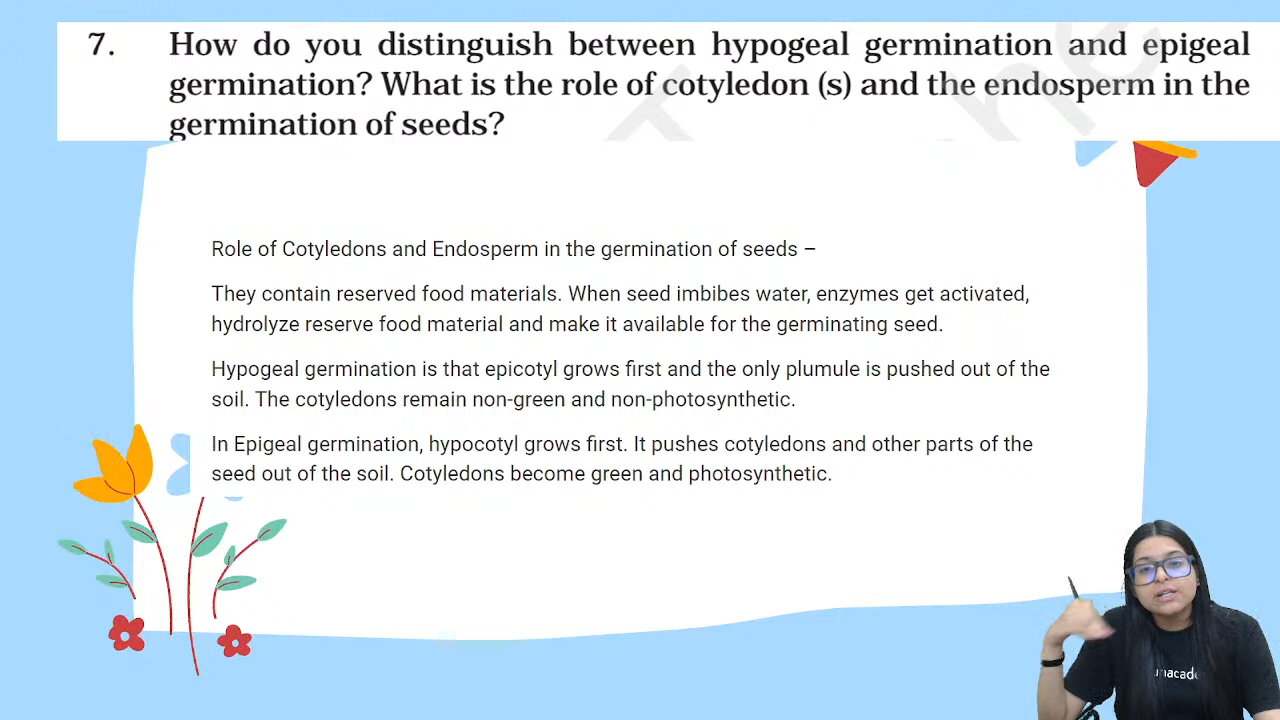 7. How do you distinguish between hypogeal germination and epigeal
germination? What is the role of cotyledon (s) and the endosperm in the
germination of seeds?
Role of Cotyledons and Endosperm in the germination of seeds –
They contain reserved food materials. When seed imbibes water, enzymes get activated,
hydrolyze reserve food material and make it available for the germinating seed.
Hypogeal germination is that epicotyl grows first and the only plumule is pushed out of the
soil. The cotyledons remain non-green and non-photosynthetic.
In Epigeal germination, hypocotyl grows first. It pushes cotyledons and other parts of the
seed out of the soil. Cotyledons become green and photosynthetic.